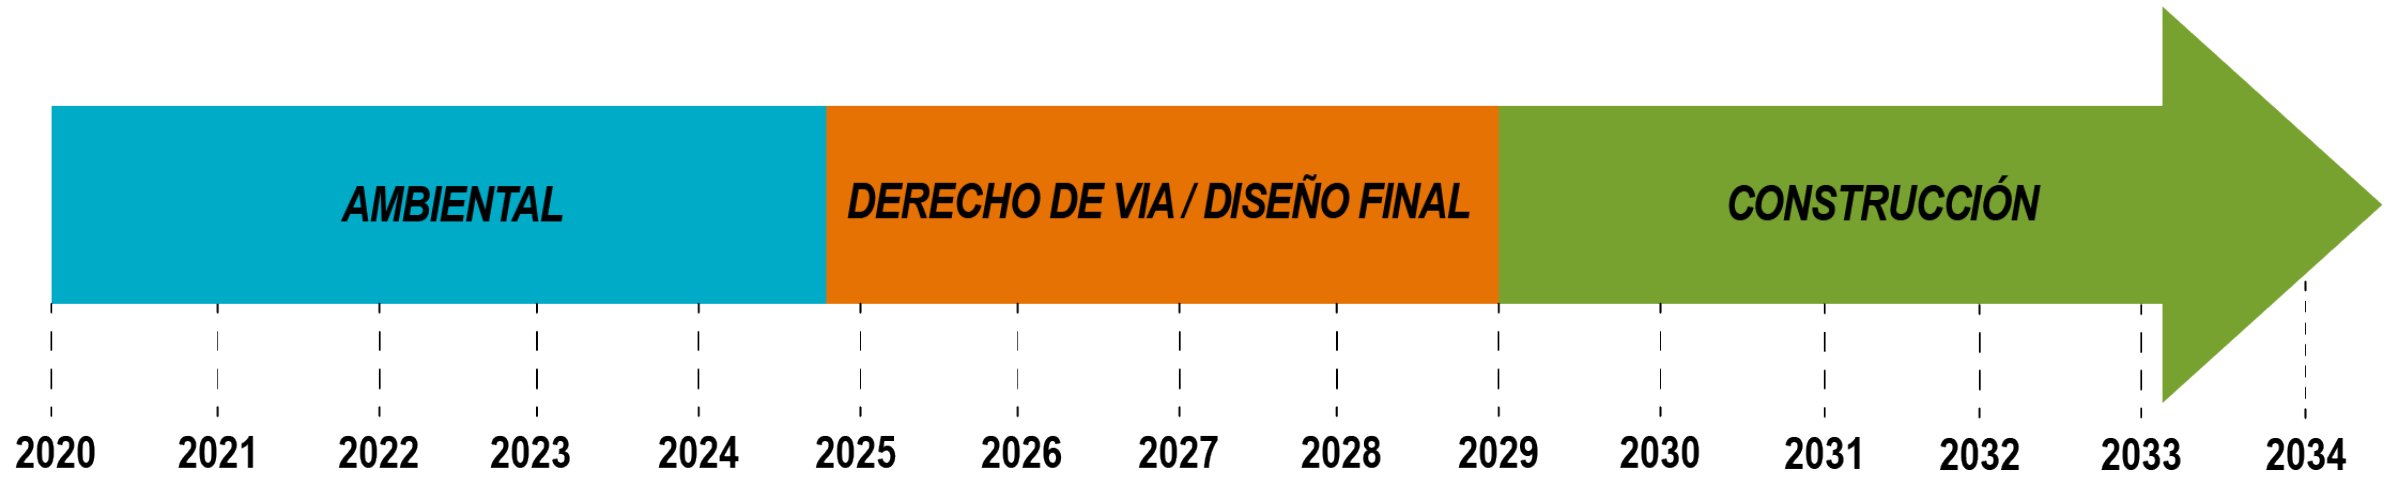 AMBIENTAL
DERECHO DE VIA / DISEÑO FINAL
CONSTRUCCIÓN
2020 2021 2022 2023 2024 2025 2026 2027 2028 2029 2030 2031 2032 2033 2034